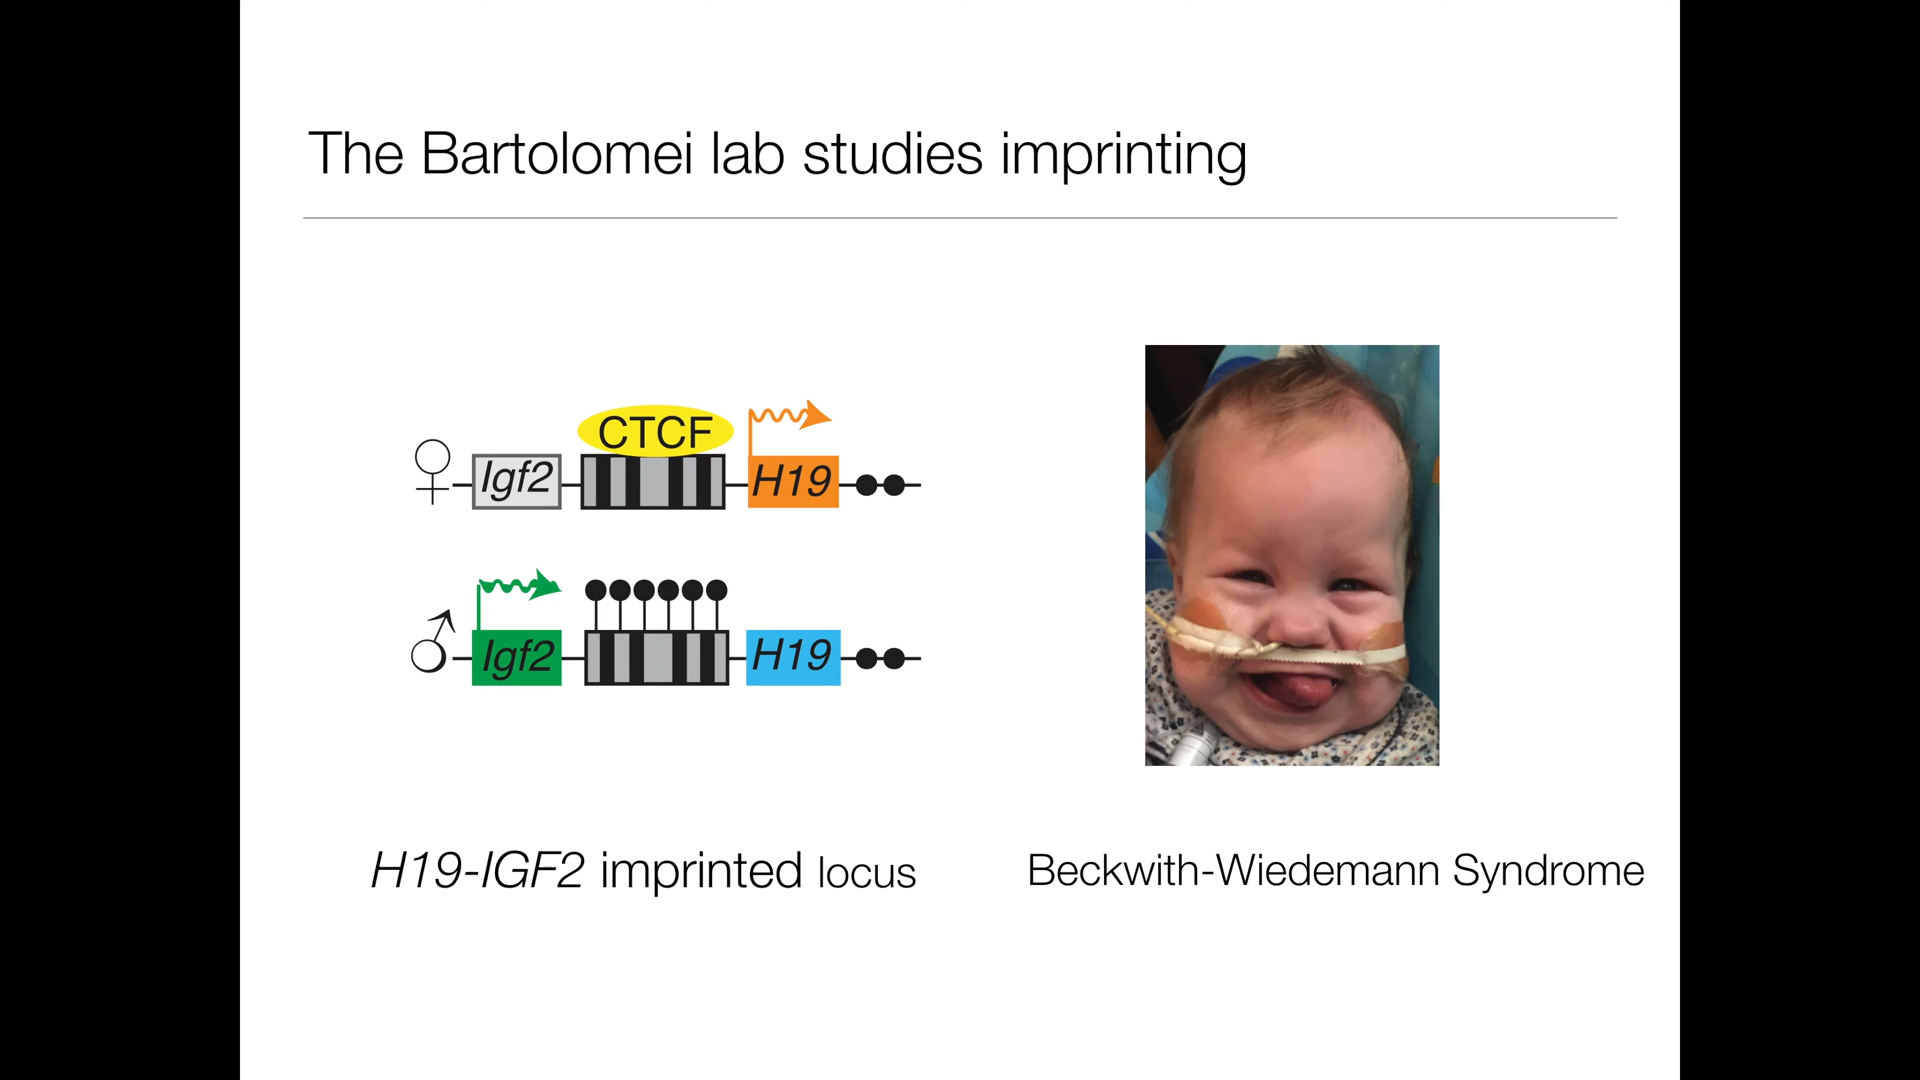 The Bartolomei lab studies imprinting
CTCF
Igf2
H19
Igf2
H19
H19-IGF2 imprinted locus
Beckwith-Wiedemann Syndrome